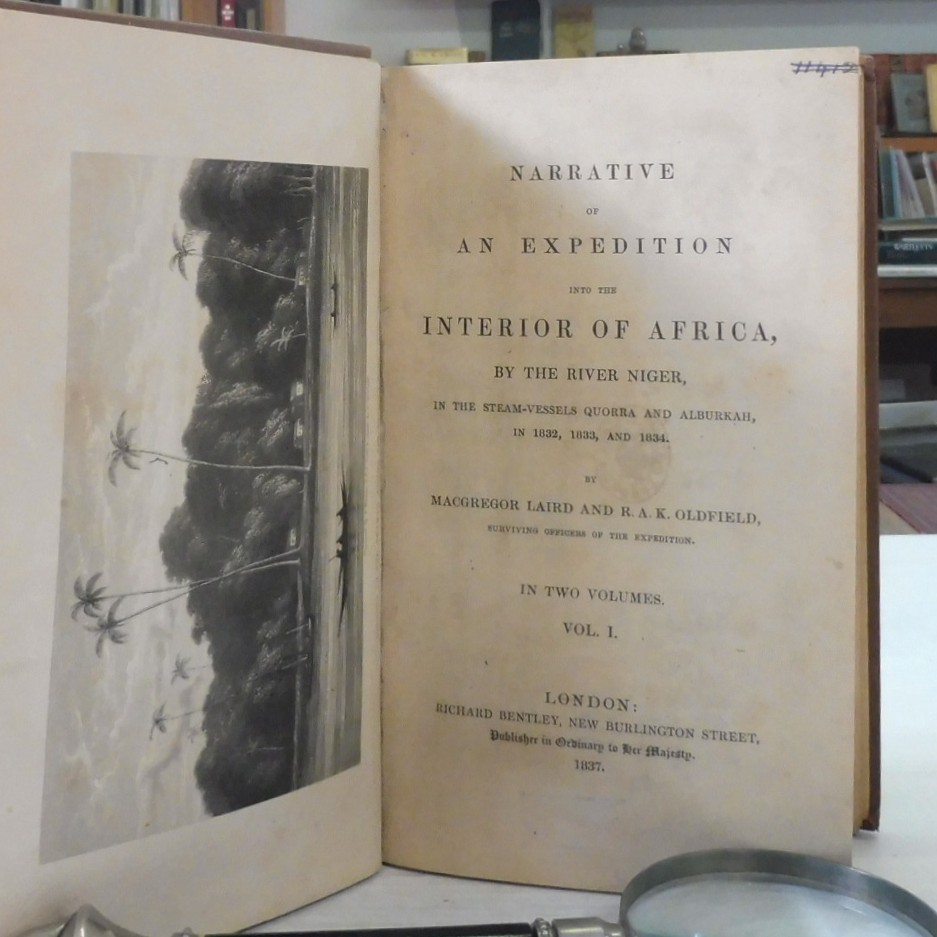 NARRATIVE
OF
AN EXPEDITION
INTO THE
INTERIOR OF AFRICA,
BY THE RIVER NIGER,
IN THE STEAM-VESSELS QUORRA AND ALBURKAH,
IN 1832, 1833, AND 1834.
BY
MACGREGOR LAIRD AND R. A. K. OLDFIELD,
SURVIVING OFFICERS OF THE EXPEDITION.
IN TWO VOLUMES.
VOL. I.
LONDON:
RICHARD BENTLEY, NEW BURLINGTON STREET,
Publisher in Ordinary to Her Majesty.
1837.